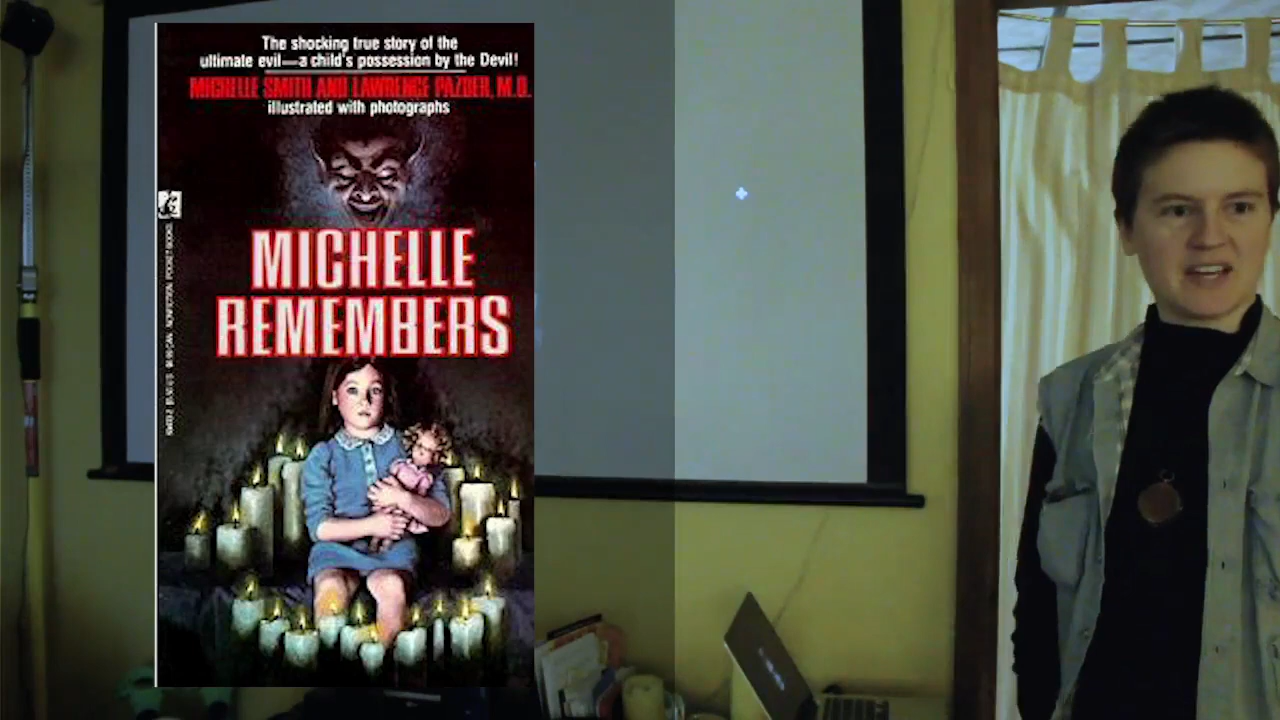 The shocking true story of the
ultimate evil—a child's possession by the Devil!
MICHELLE SMITH AND LAWRENCE PAZDER, M.D.
illustrated with photographs
MICHELLE
REMEMBERS